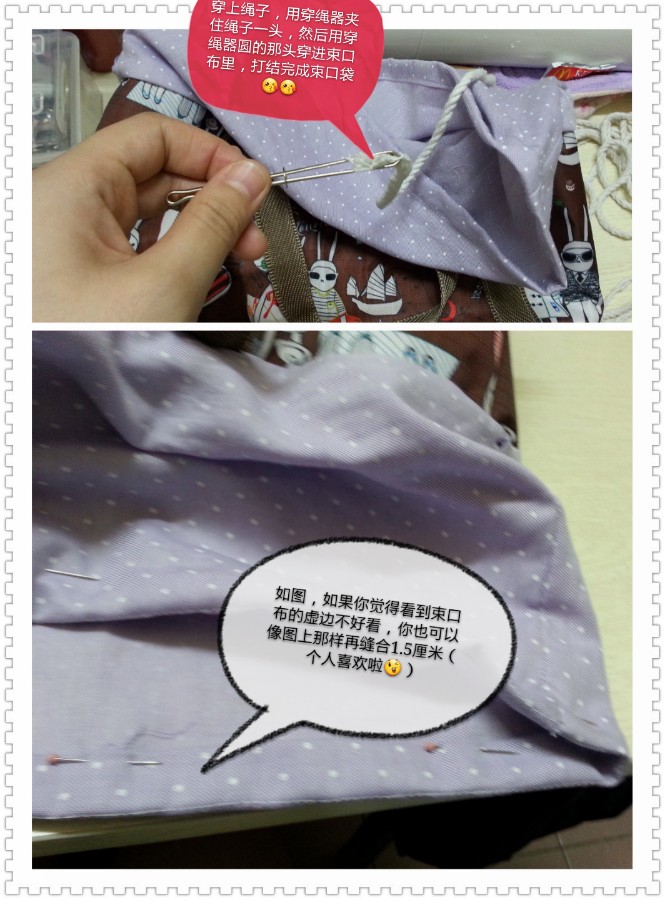 穿上绳子，用穿绳器夹
住绳子一头，然后用穿
绳器圆的那头穿进束口
布里，打结完成束口袋
😗😗
如图，如果你觉得看到束口
布的虚边不好看，你也可以
像图上那样再缝合1.5厘米（
个人喜欢啦😲）